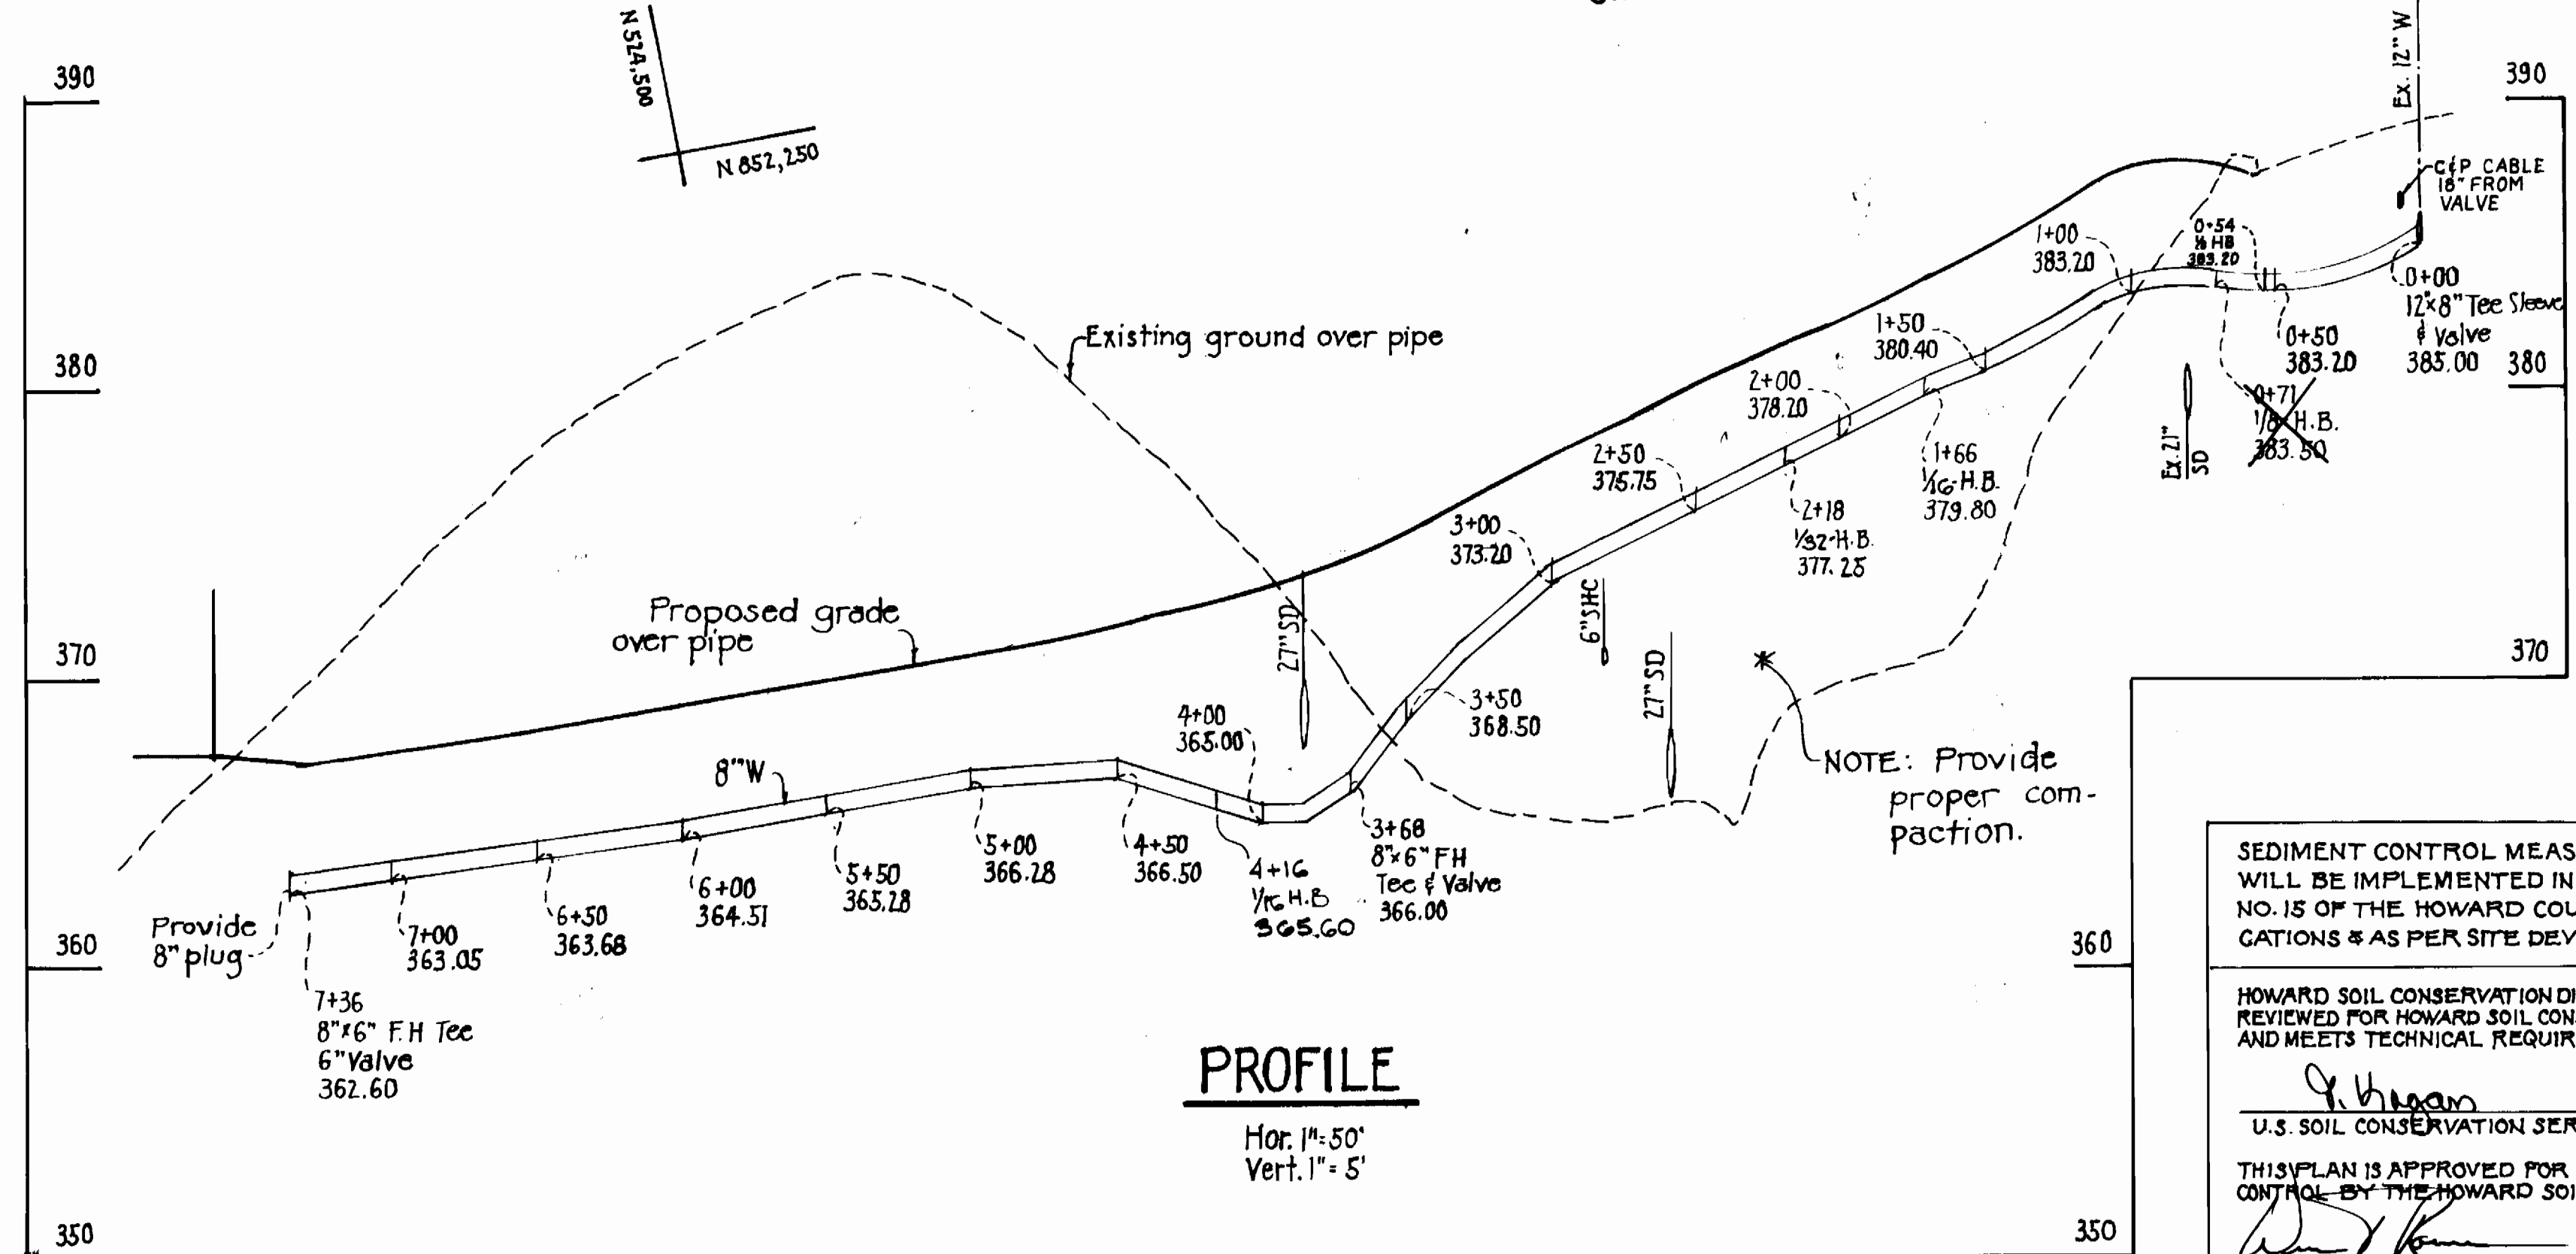 N 524,500
N 852,250
390
380
370
360
350
390
380
370
360
350
Ex. 12" W
C&P CABLE
18" FROM
VALVE
0+00
12"x8" Tee Sleeve
& Valve
385.00
0+50
383.20
0+54
1/8 HB
383.20
0+71
1/8 H.B.
383.50
Ex. 21"
SD
1+00
383.20
1+50
380.40
1+66
1/16-H.B.
379.80
2+00
378.20
2+18
1/32-H.B.
377.25
2+50
375.75
3+00
373.20
6" SHC
27" SD
3+50
368.50
3+68
8"x6" FH
Tee & Valve
366.00
27" SD
4+00
365.00
4+16
1/16 H.B
365.60
4+50
366.50
5+00
366.28
5+50
365.28
6+00
364.51
6+50
363.68
7+00
363.05
7+36
8"x6" F.H Tee
6" Valve
362.60
Provide
8" plug
8"W
Existing ground over pipe
Proposed grade
over pipe
*
NOTE: Provide
proper com-
paction.
PROFILE
Hor. 1"=50'
Vert. 1"= 5'
SEDIMENT CONTROL MEAS
WILL BE IMPLEMENTED IN
NO. 15 OF THE HOWARD COU
CATIONS & AS PER SITE DEV
HOWARD SOIL CONSERVATION DI
REVIEWED FOR HOWARD SOIL CON
AND MEETS TECHNICAL REQUIR
U.S. SOIL CONSERVATION SER
THIS PLAN IS APPROVED FOR
CONTROL BY THE HOWARD SOI